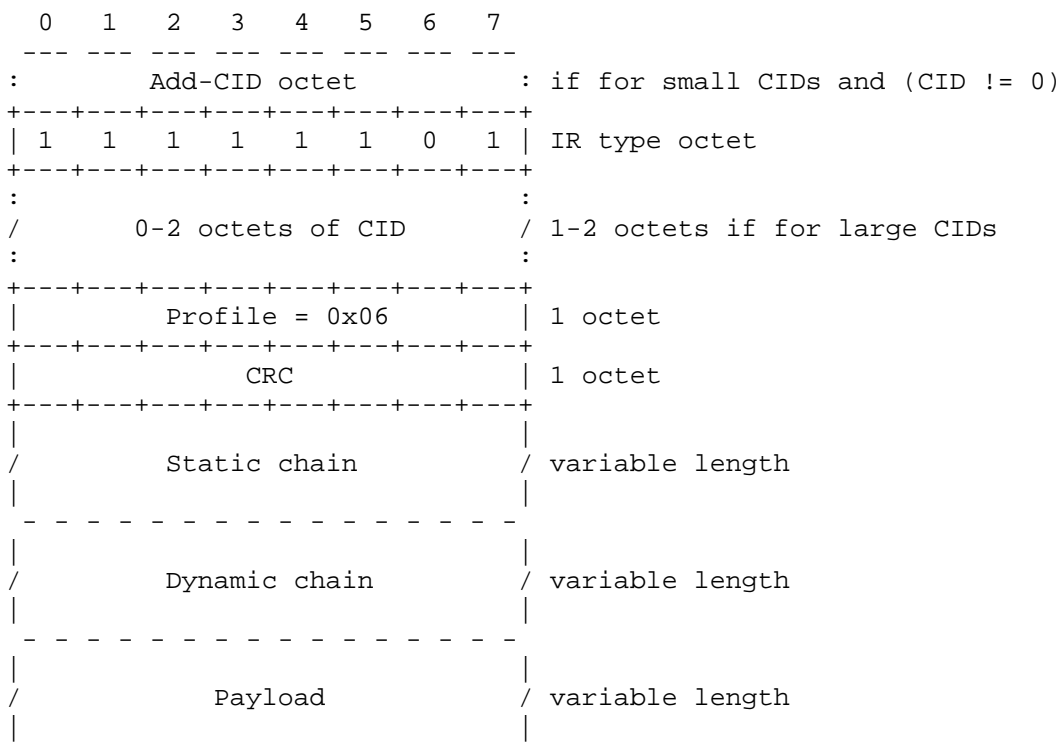 0   1   2   3   4   5   6   7
 --- --- --- --- --- --- --- ---
:        Add-CID octet          : if for small CIDs and (CID != 0)
+---+---+---+---+---+---+---+---+
| 1   1   1   1   1   1   0   1 | IR type octet
+---+---+---+---+---+---+---+---+
:                               :
/       0-2 octets of CID       / 1-2 octets if for large CIDs
:                               :
+---+---+---+---+---+---+---+---+
|         Profile = 0x06        | 1 octet
+---+---+---+---+---+---+---+---+
|              CRC              | 1 octet
+---+---+---+---+---+---+---+---+
|                               |
/         Static chain          / variable length
|                               |
 - - - - - - - - - - - - - - - -
|                               |
/         Dynamic chain         / variable length
|                               |
 - - - - - - - - - - - - - - - -
|                               |
/            Payload            / variable length
|                               |